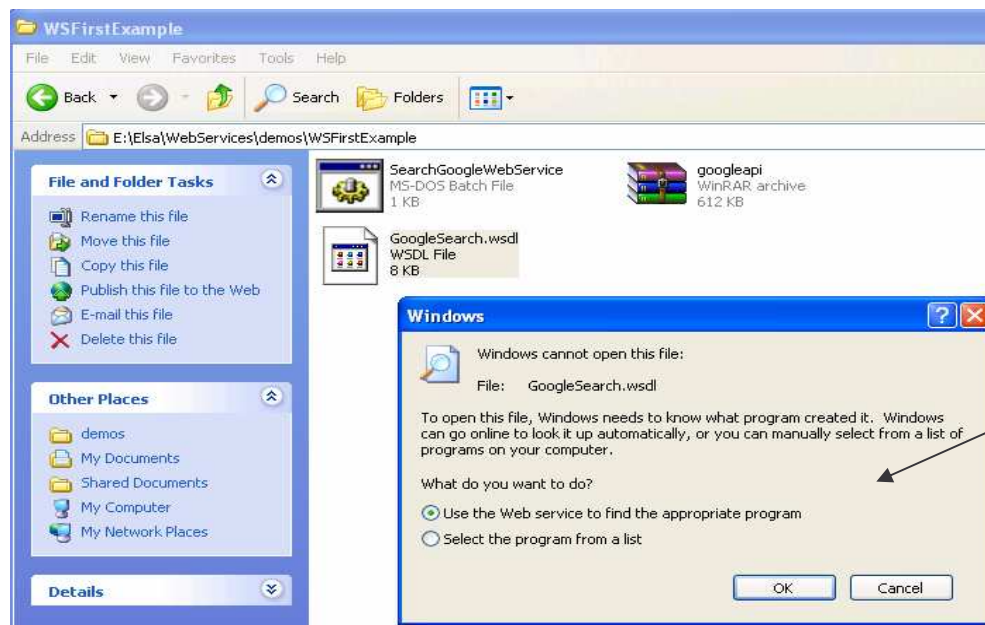 WSFirstExample
File Edit View Favorites Tools Help
Back Search Folders
Address E:\Elsa\WebServices\demos\WSFirstExample
File and Folder Tasks
Rename this file
Move this file
Copy this file
Publish this file to the Web
E-mail this file
Delete this file
Other Places
demos
My Documents
Shared Documents
My Computer
My Network Places
Details
SearchGoogleWebService
MS-DOS Batch File
1 KB
googleapi
WinRAR archive
612 KB
GoogleSearch.wsdl
WSDL File
8 KB
Windows
Windows cannot open this file:
File: GoogleSearch.wsdl
To open this file, Windows needs to know what program created it. Windows
can go online to look it up automatically, or you can manually select from a list of
programs on your computer.
What do you want to do?
Use the Web service to find the appropriate program
Select the program from a list
OK Cancel